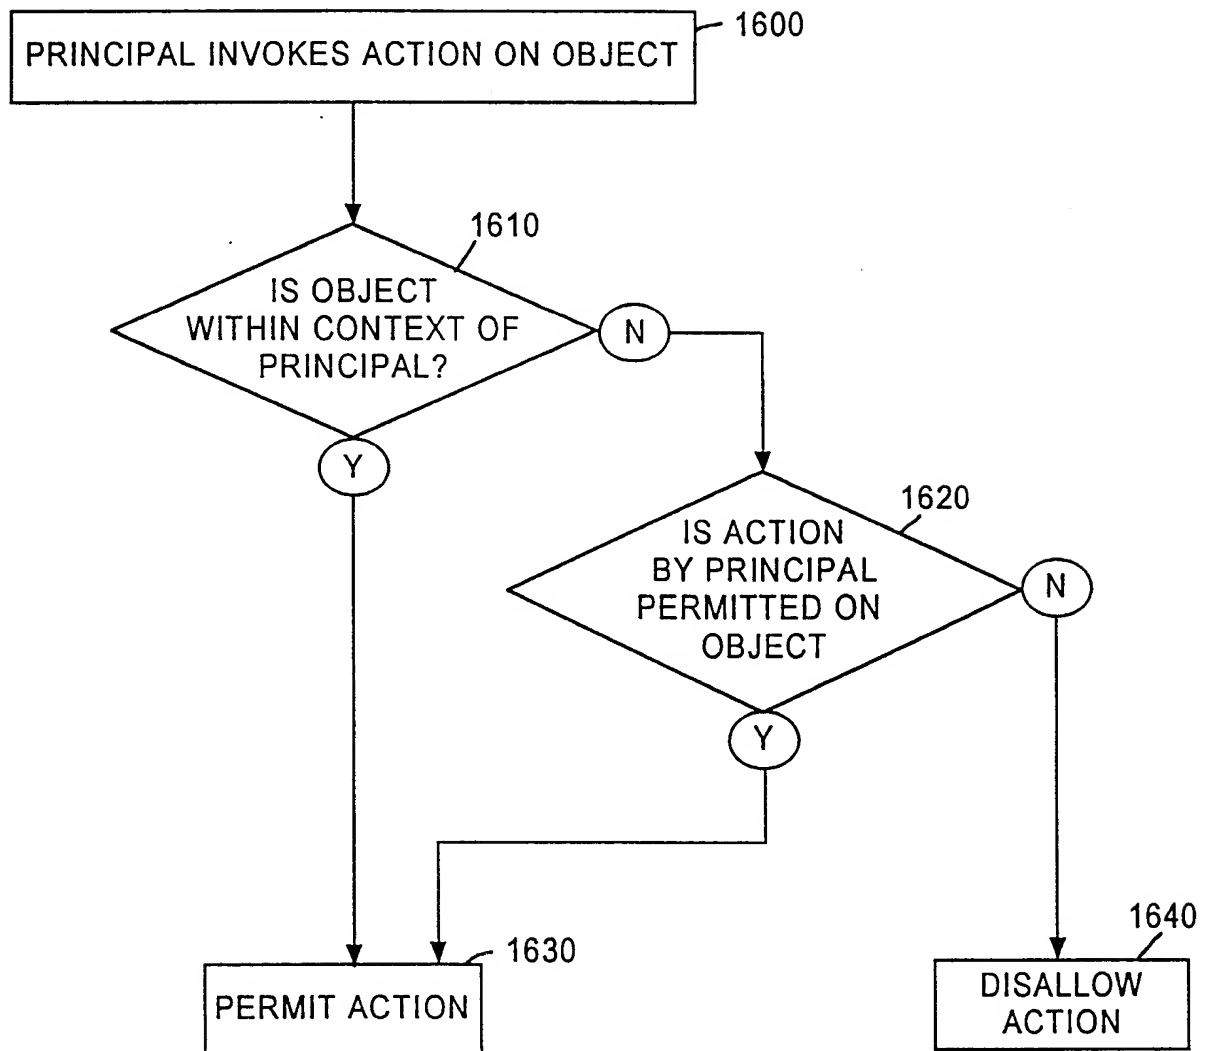 1600
PRINCIPAL INVOKES ACTION ON OBJECT
1610
IS OBJECT
WITHIN CONTEXT OF
PRINCIPAL?
N
Y
1620
IS ACTION
BY PRINCIPAL
PERMITTED ON
OBJECT
N
Y
1630
PERMIT ACTION
1640
DISALLOW
ACTION